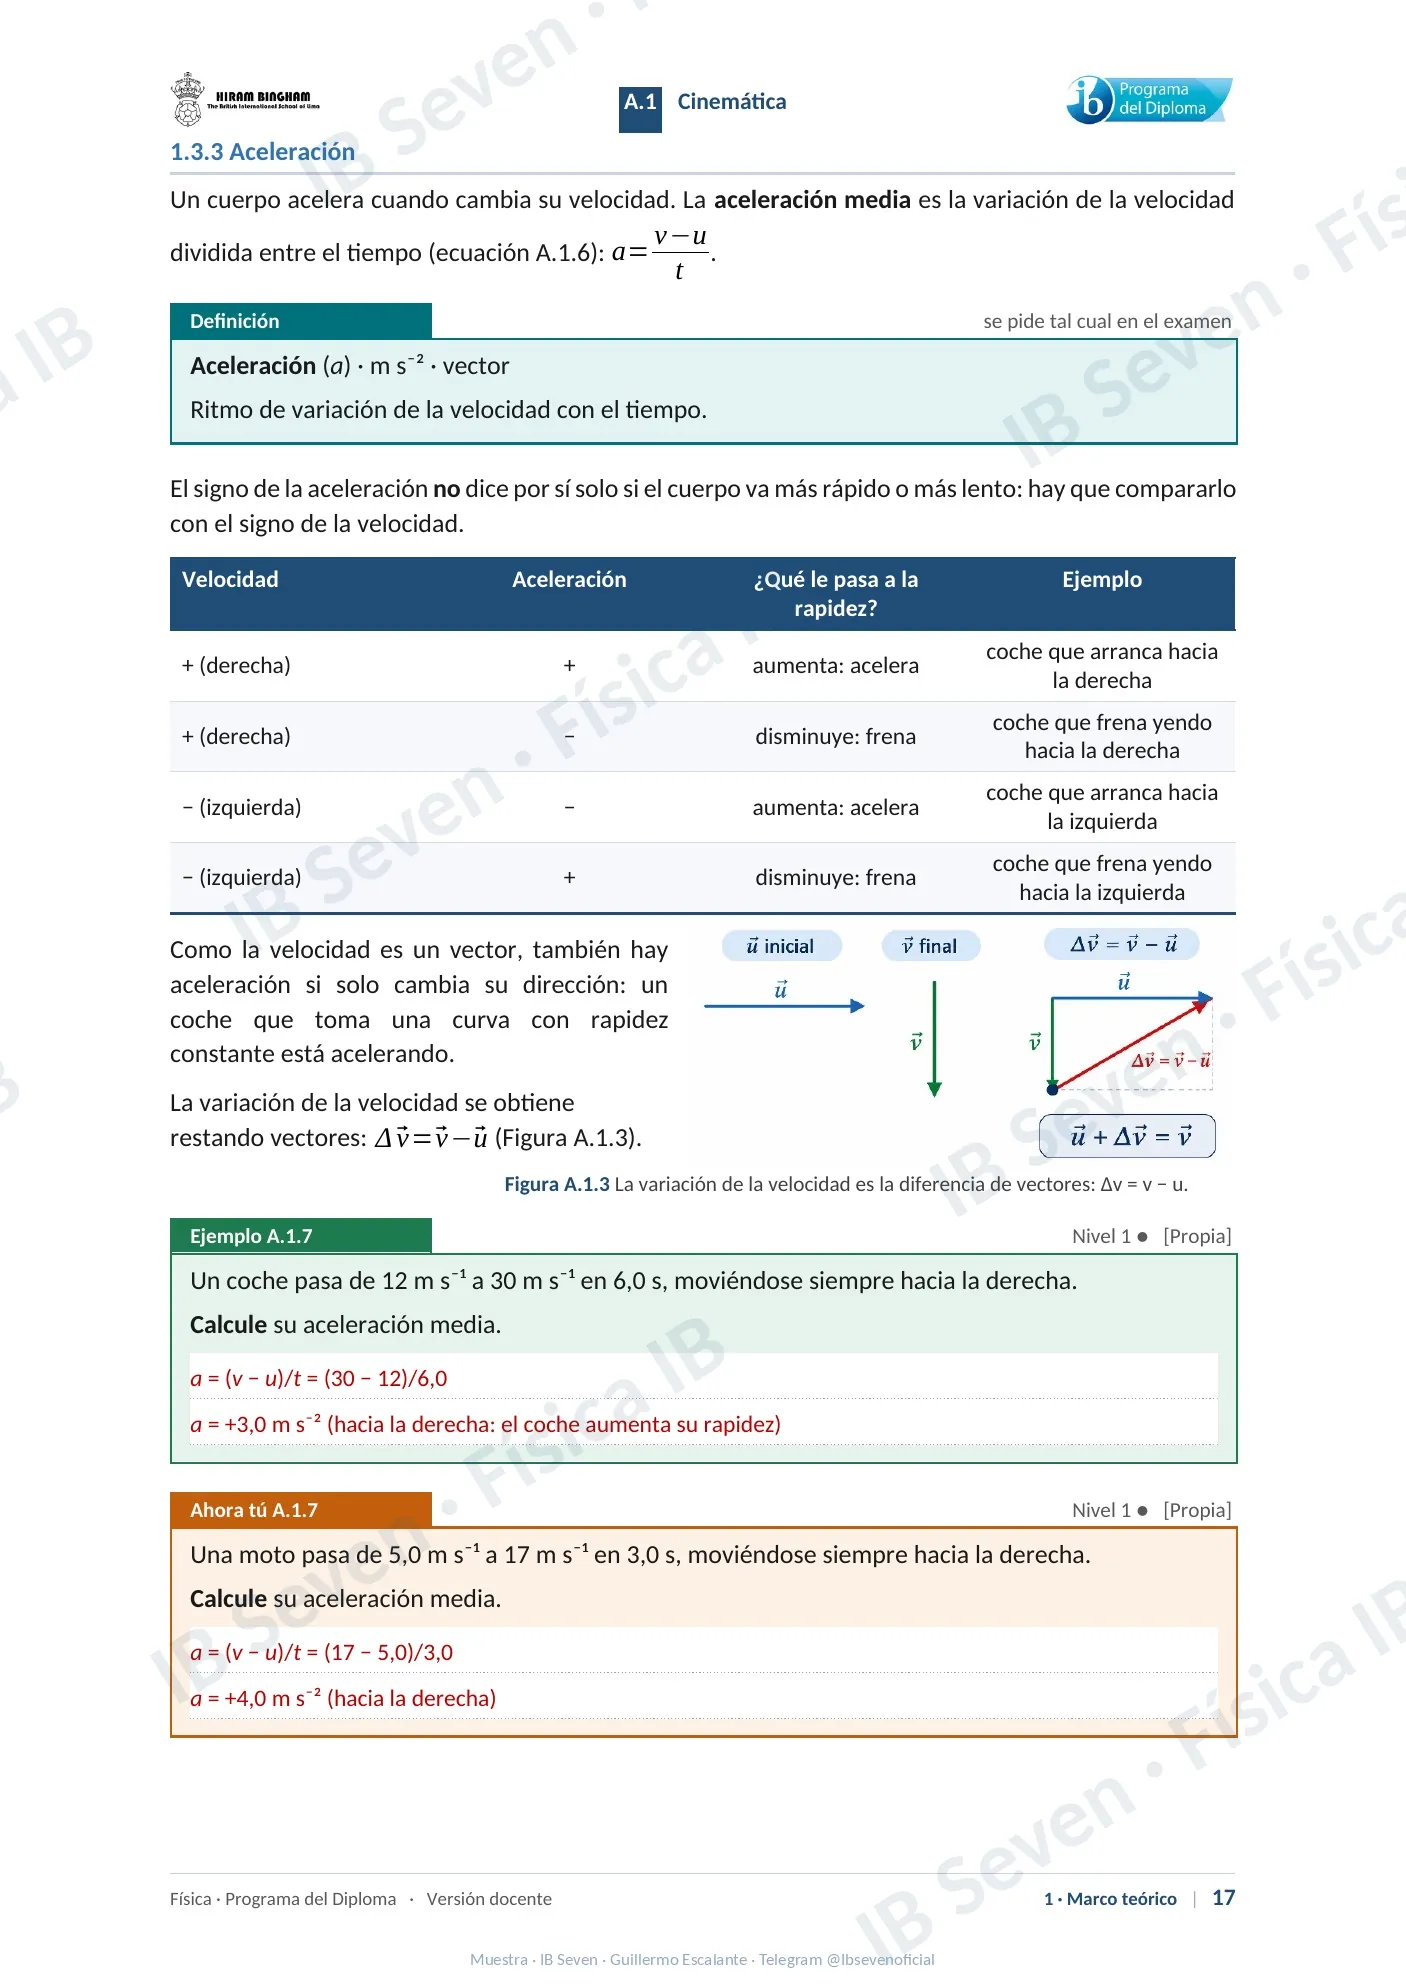 HIRAM BINGHAM
The British International School of Lima
A.1 Cinemática
ib Programa
del Diploma
1.3.3 Aceleración
Un cuerpo acelera cuando cambia su velocidad. La aceleración media es la variación de la velocidad
dividida entre el tiempo (ecuación A.1.6): a = (v − u)/t.
Definición
se pide tal cual en el examen
Aceleración (a) · m s⁻² · vector
Ritmo de variación de la velocidad con el tiempo.
El signo de la aceleración no dice por sí solo si el cuerpo va más rápido o más lento: hay que compararlo
con el signo de la velocidad.
Velocidad Aceleración ¿Qué le pasa a la Ejemplo
rapidez?
+ (derecha) + aumenta: acelera coche que arranca hacia
la derecha
+ (derecha) − disminuye: frena coche que frena yendo
hacia la derecha
− (izquierda) − aumenta: acelera coche que arranca hacia
la izquierda
− (izquierda) + disminuye: frena coche que frena yendo
hacia la izquierda
Como la velocidad es un vector, también hay
aceleración si solo cambia su dirección: un
coche que toma una curva con rapidez
constante está acelerando.
La variación de la velocidad se obtiene
restando vectores: Δv⃗ = v⃗ − u⃗ (Figura A.1.3).
u⃗ inicial v⃗ final Δv⃗ = v⃗ − u⃗
u⃗ u⃗
v⃗ v⃗
Δv⃗ = v⃗ − u⃗
u⃗ + Δv⃗ = v⃗
Figura A.1.3 La variación de la velocidad es la diferencia de vectores: Δv = v − u.
Ejemplo A.1.7 Nivel 1 ● [Propia]
Un coche pasa de 12 m s⁻¹ a 30 m s⁻¹ en 6,0 s, moviéndose siempre hacia la derecha.
Calcule su aceleración media.
a = (v − u)/t = (30 − 12)/6,0
a = +3,0 m s⁻² (hacia la derecha: el coche aumenta su rapidez)
Ahora tú A.1.7 Nivel 1 ● [Propia]
Una moto pasa de 5,0 m s⁻¹ a 17 m s⁻¹ en 3,0 s, moviéndose siempre hacia la derecha.
Calcule su aceleración media.
a = (v − u)/t = (17 − 5,0)/3,0
a = +4,0 m s⁻² (hacia la derecha)
Física · Programa del Diploma · Versión docente
1 · Marco teórico | 17
Muestra · IB Seven · Guillermo Escalante · Telegram @Ibsevenoficial
IB Seven · Física IB